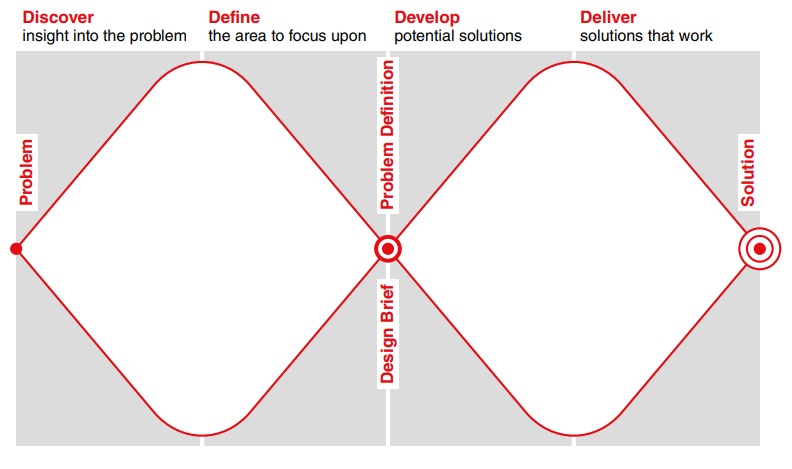 Discover
insight into the problem
Define
the area to focus upon
Develop
potential solutions
Deliver
solutions that work
Problem
Problem Definition
Design Brief
Solution